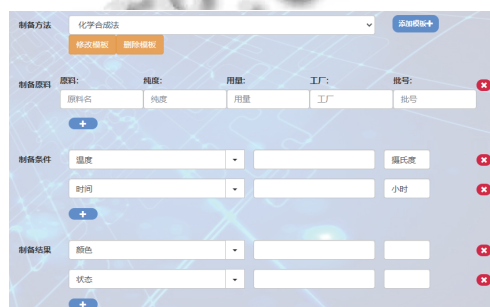 制备方法 化学合成法 添加模板+
修改模板 删除模板
制备原料 原料: 纯度: 用量: 工厂: 批号:
原料名 纯度 用量 工厂 批号
+
制备条件 温度 摄氏度
时间 小时
+
制备结果 颜色
状态
+